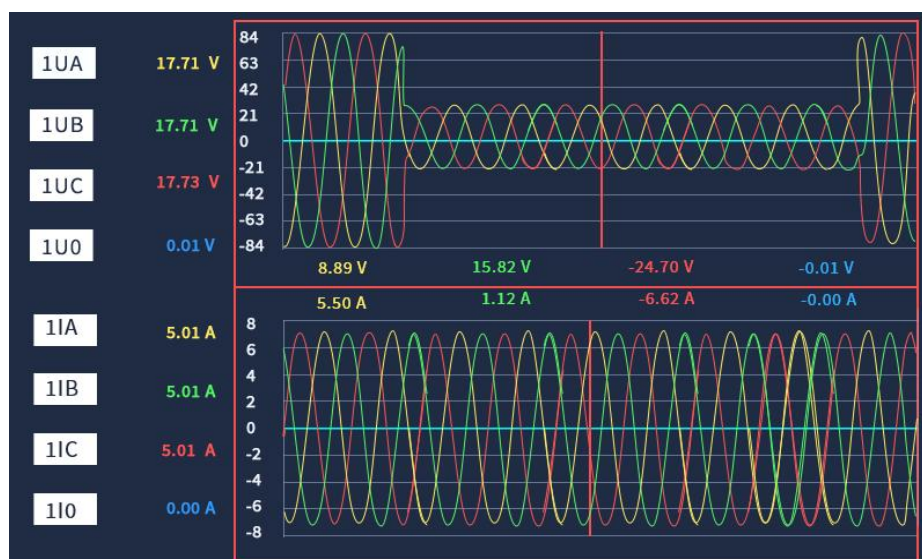 84
1UA 17.71 V
63
42
1UB 17.71 V
21
0
1UC 17.73 V
-21
-42
-63
1U0 0.01 V
-84
8.89 V 15.82 V -24.70 V -0.01 V
5.50 A 1.12 A -6.62 A -0.00 A
8
1IA 5.01 A
6
4
1IB 5.01 A
2
0
1IC 5.01 A
-2
-4
-6
1I0 0.00 A
-8